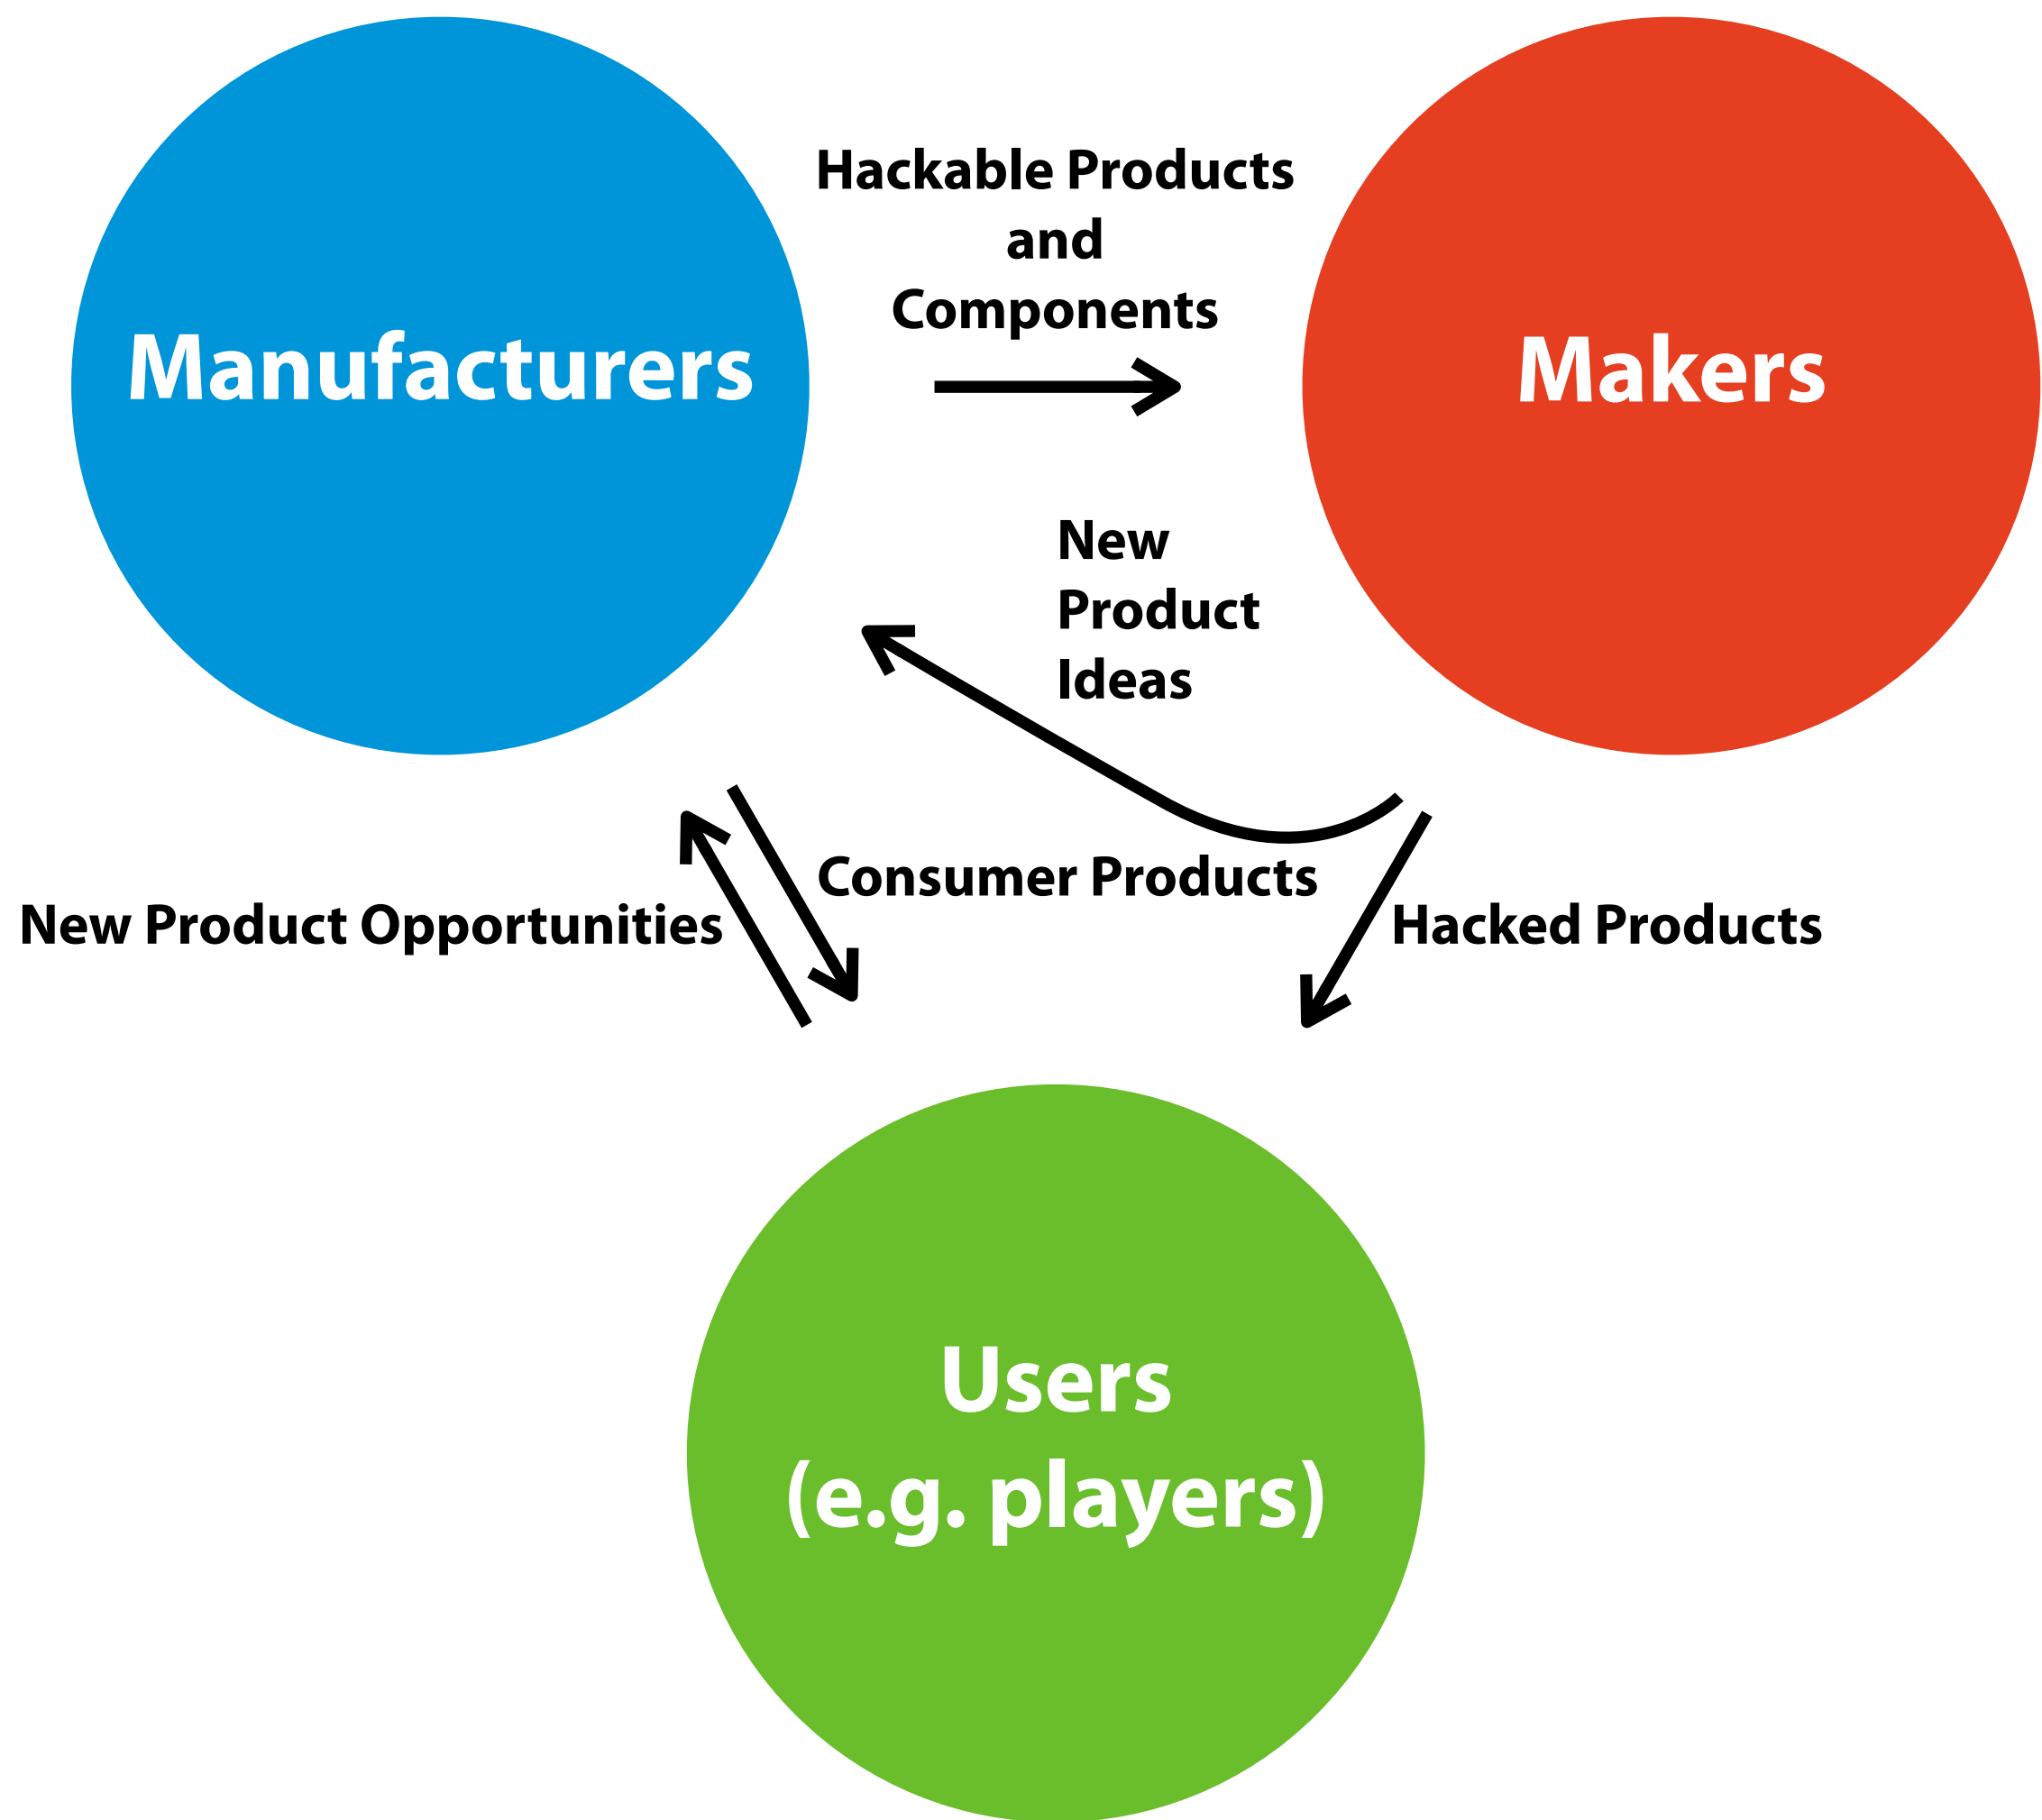 Hackable Products
and
Components
Manufacturers
Makers
New
Product
Ideas
Consumer Products
New Product Opportunities
Hacked Products
Users
(e.g. players)